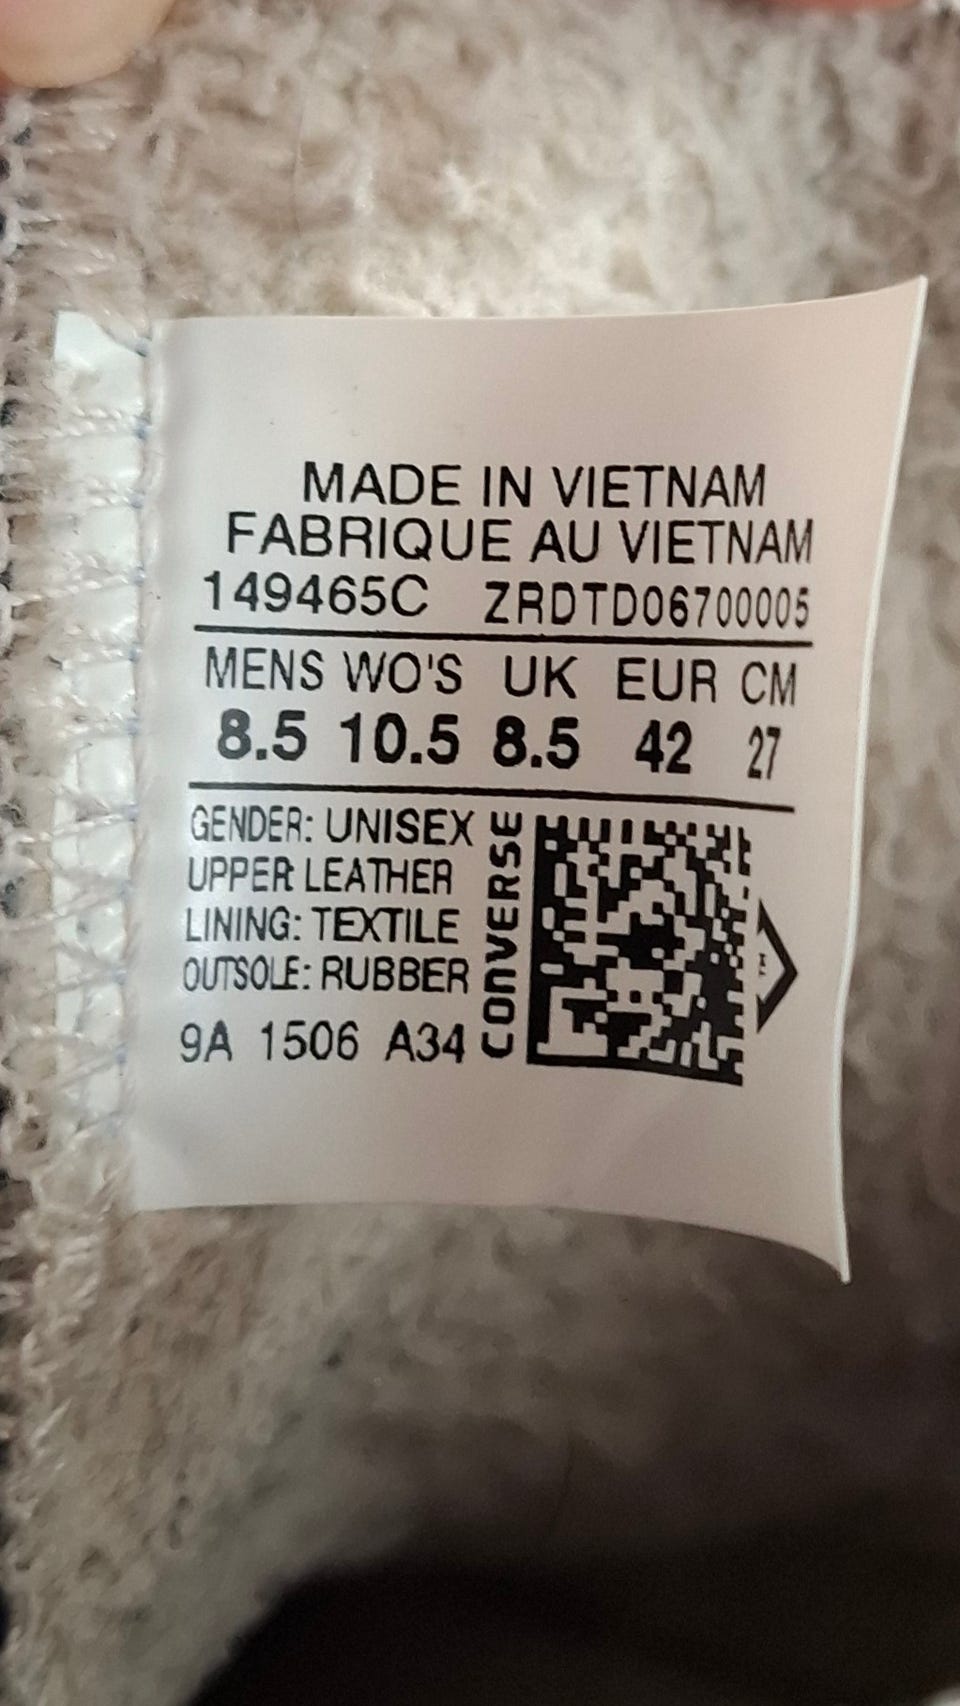 MADE IN VIETNAM
FABRIQUE AU VIETNAM
149465C ZRDTD06700005
MENS WO'S UK EUR CM
8.5 10.5 8.5 42 27
GENDER: UNISEX
UPPER: LEATHER
LINING: TEXTILE
OUTSOLE: RUBBER
9A 1506 A34
CONVERSE
TM